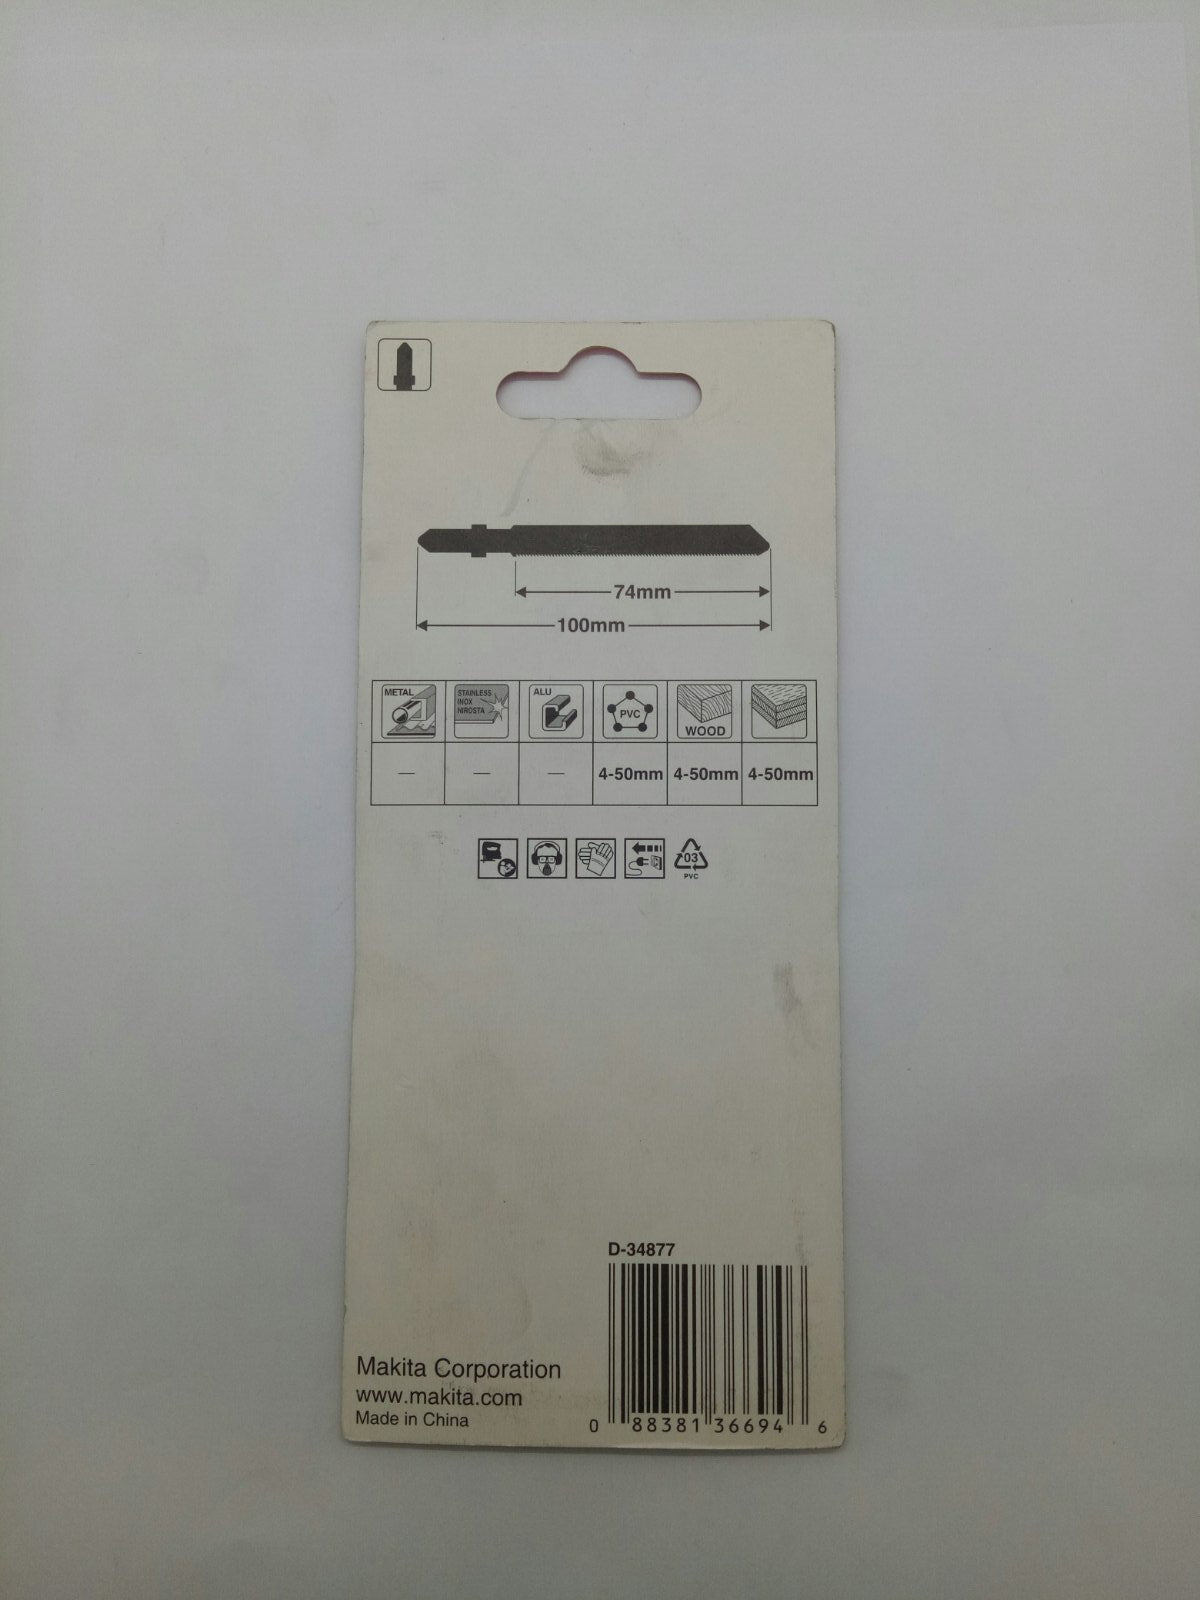 74mm
100mm
METAL
STAINLESS
INOX
NIROSTA
ALU
PVC
WOOD
— — — 4-50mm 4-50mm 4-50mm
03
PVC
D-34877
Makita Corporation
www.makita.com
Made in China
0 88381 36694 6